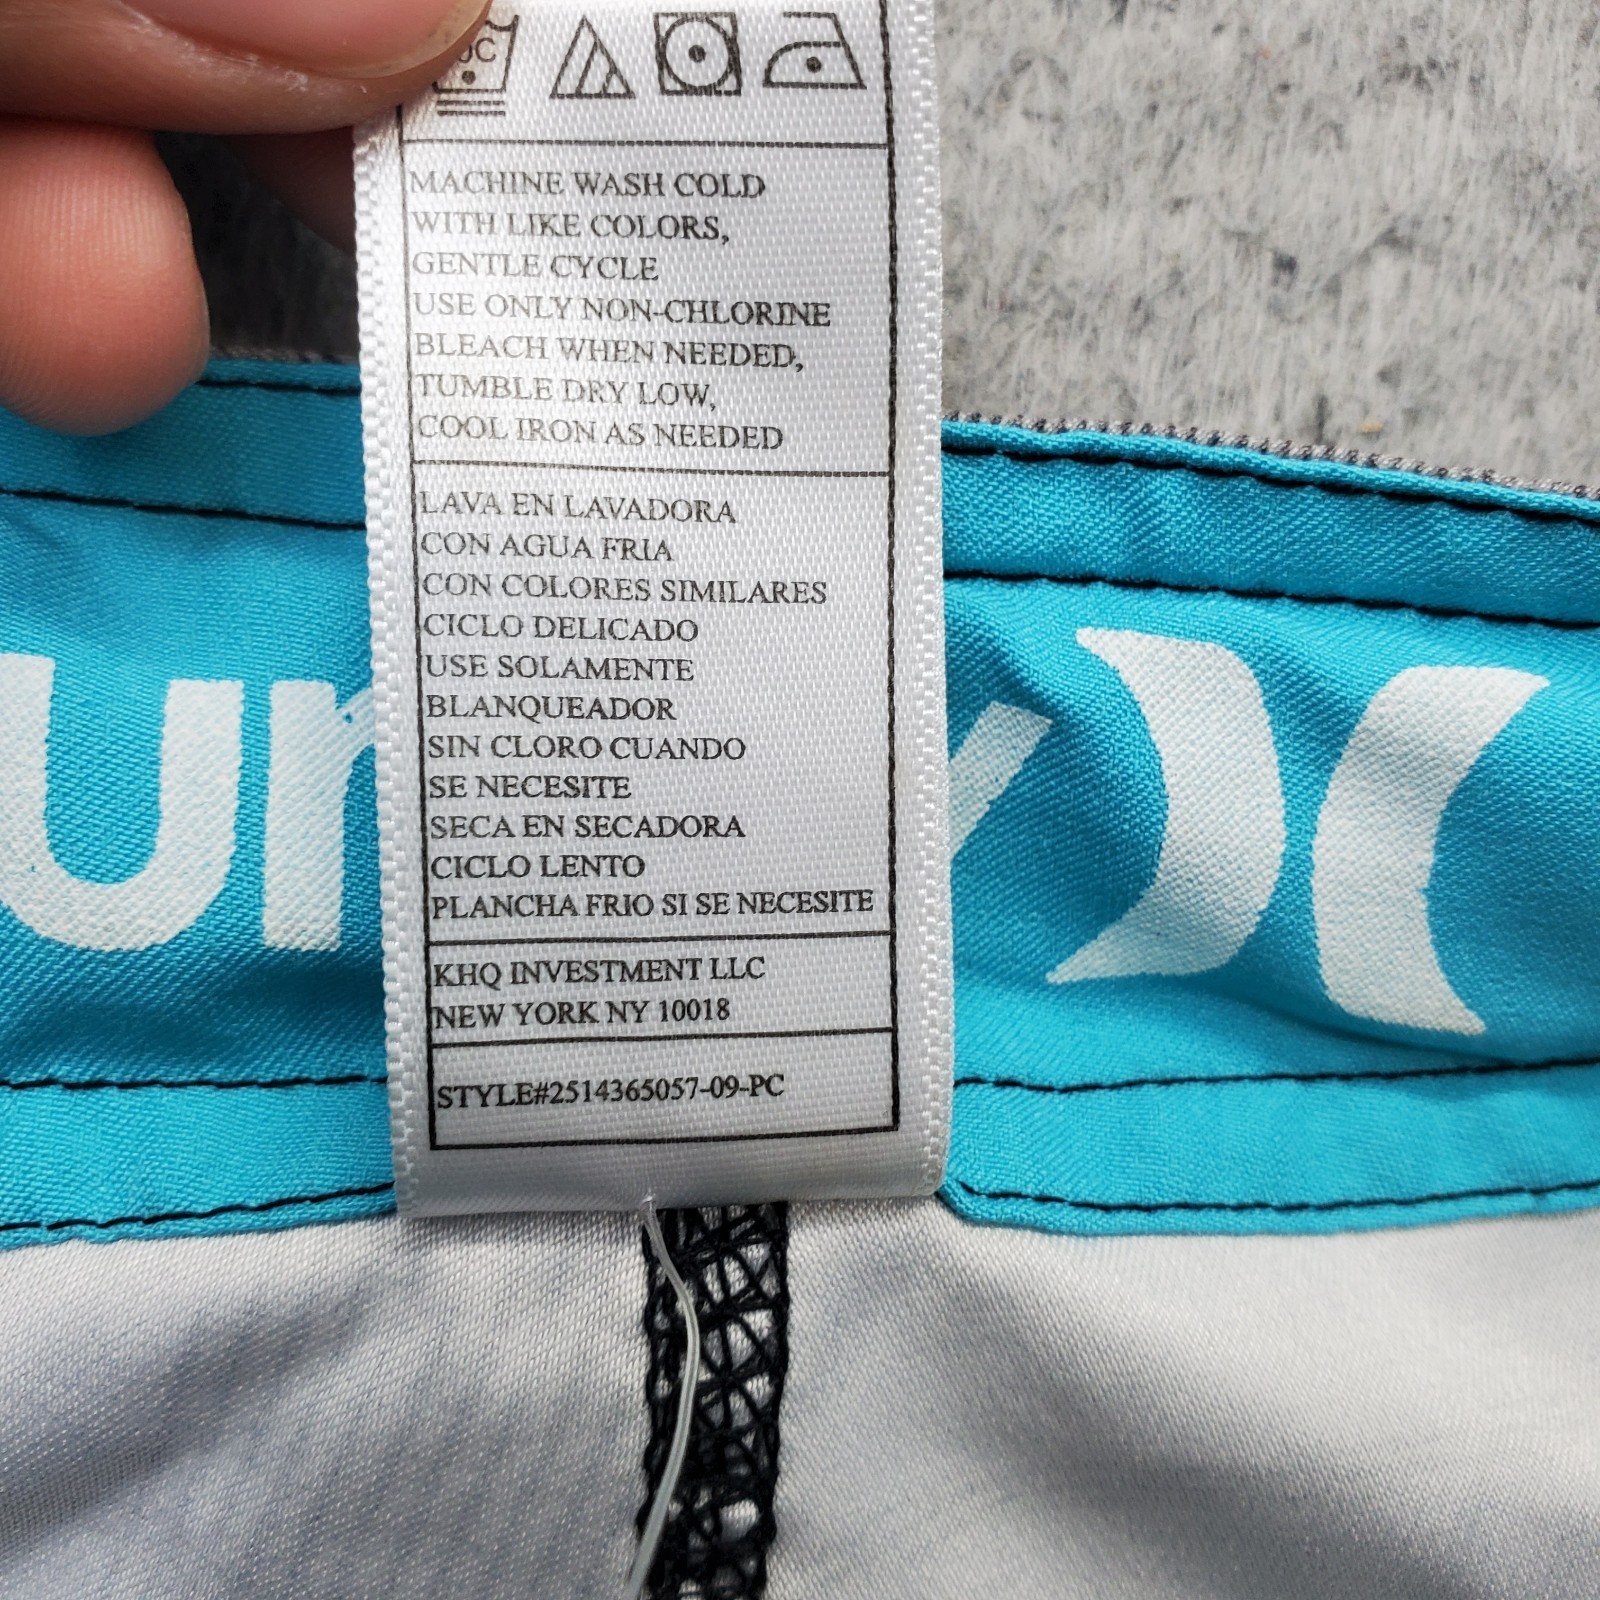 MACHINE WASH COLD
WITH LIKE COLORS,
GENTLE CYCLE
USE ONLY NON-CHLORINE
BLEACH WHEN NEEDED,
TUMBLE DRY LOW,
COOL IRON AS NEEDED
LAVA EN LAVADORA
CON AGUA FRIA
CON COLORES SIMILARES
CICLO DELICADO
USE SOLAMENTE
BLANQUEADOR
SIN CLORO CUANDO
SE NECESITE
SECA EN SECADORA
CICLO LENTO
PLANCHA FRIO SI SE NECESITE
KHQ INVESTMENT LLC
NEW YORK NY 10018
STYLE#2514365057-09-PC